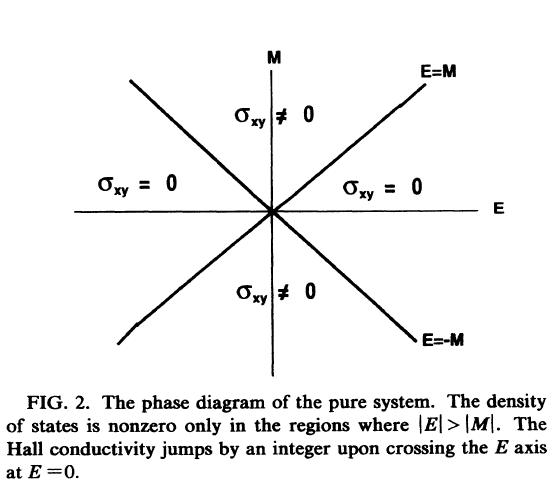 M
E=M
σxy ≠ 0
σxy = 0
σxy = 0
E
σxy ≠ 0
E=-M
FIG. 2. The phase diagram of the pure system. The density
of states is nonzero only in the regions where |E| > |M|. The
Hall conductivity jumps by an integer upon crossing the E axis
at E =0.